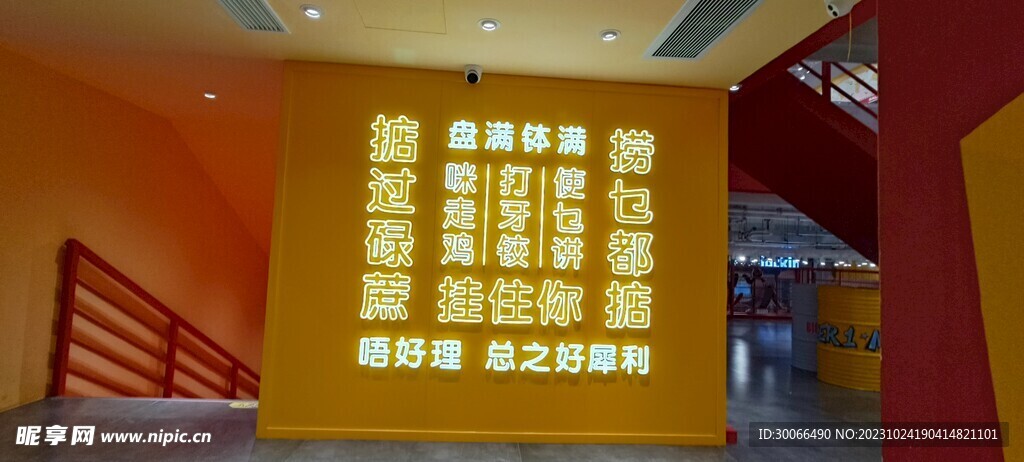 掂过碌蔗
盘满钵满
咪走鸡
打牙铰
使乜讲
挂住你
捞乜都掂
唔好理 总之好犀利
昵享网 www.nipic.cn
ID:30066490 NO:20231024190414821101